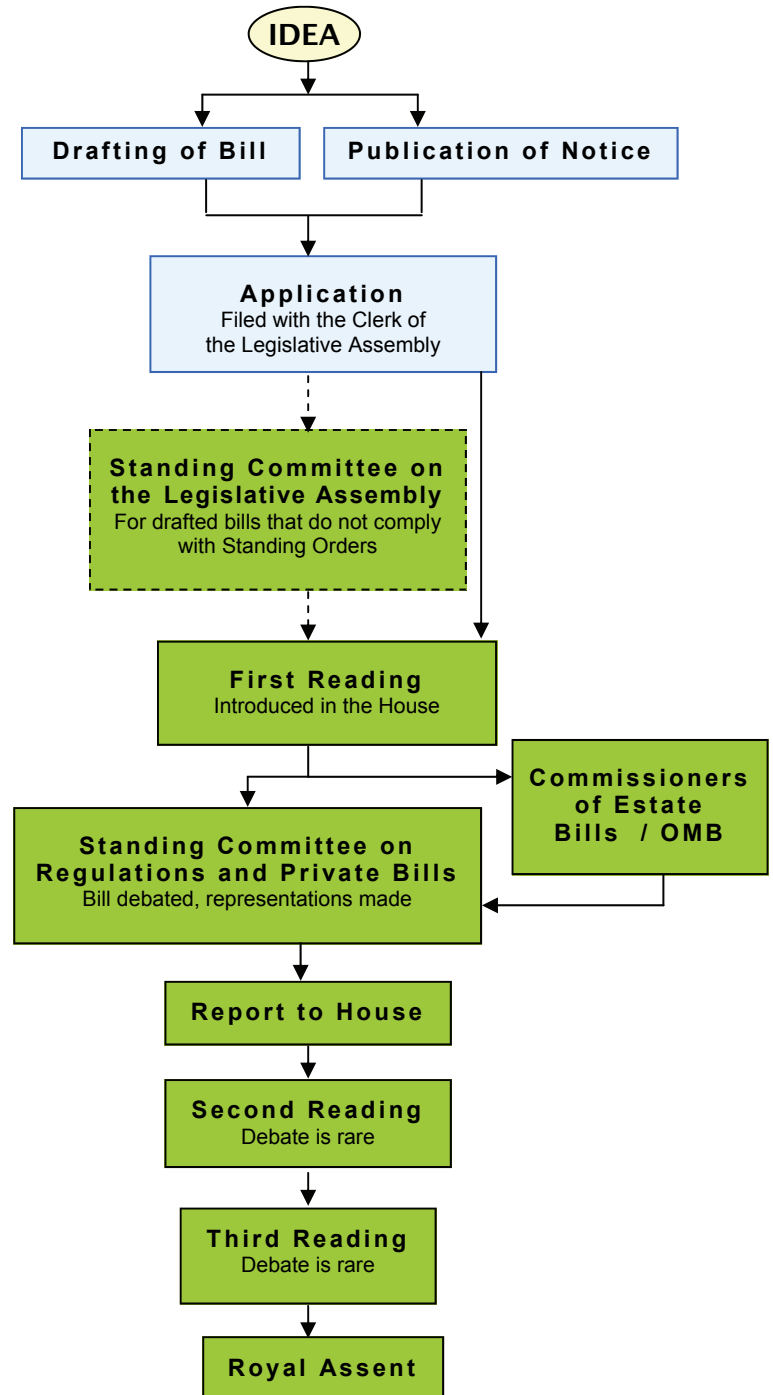 IDEA
Drafting of Bill
Publication of Notice
Application
Filed with the Clerk of
the Legislative Assembly
Standing Committee on
the Legislative Assembly
For drafted bills that do not comply
with Standing Orders
First Reading
Introduced in the House
Commissioners
of Estate
Bills / OMB
Standing Committee on
Regulations and Private Bills
Bill debated, representations made
Report to House
Second Reading
Debate is rare
Third Reading
Debate is rare
Royal Assent